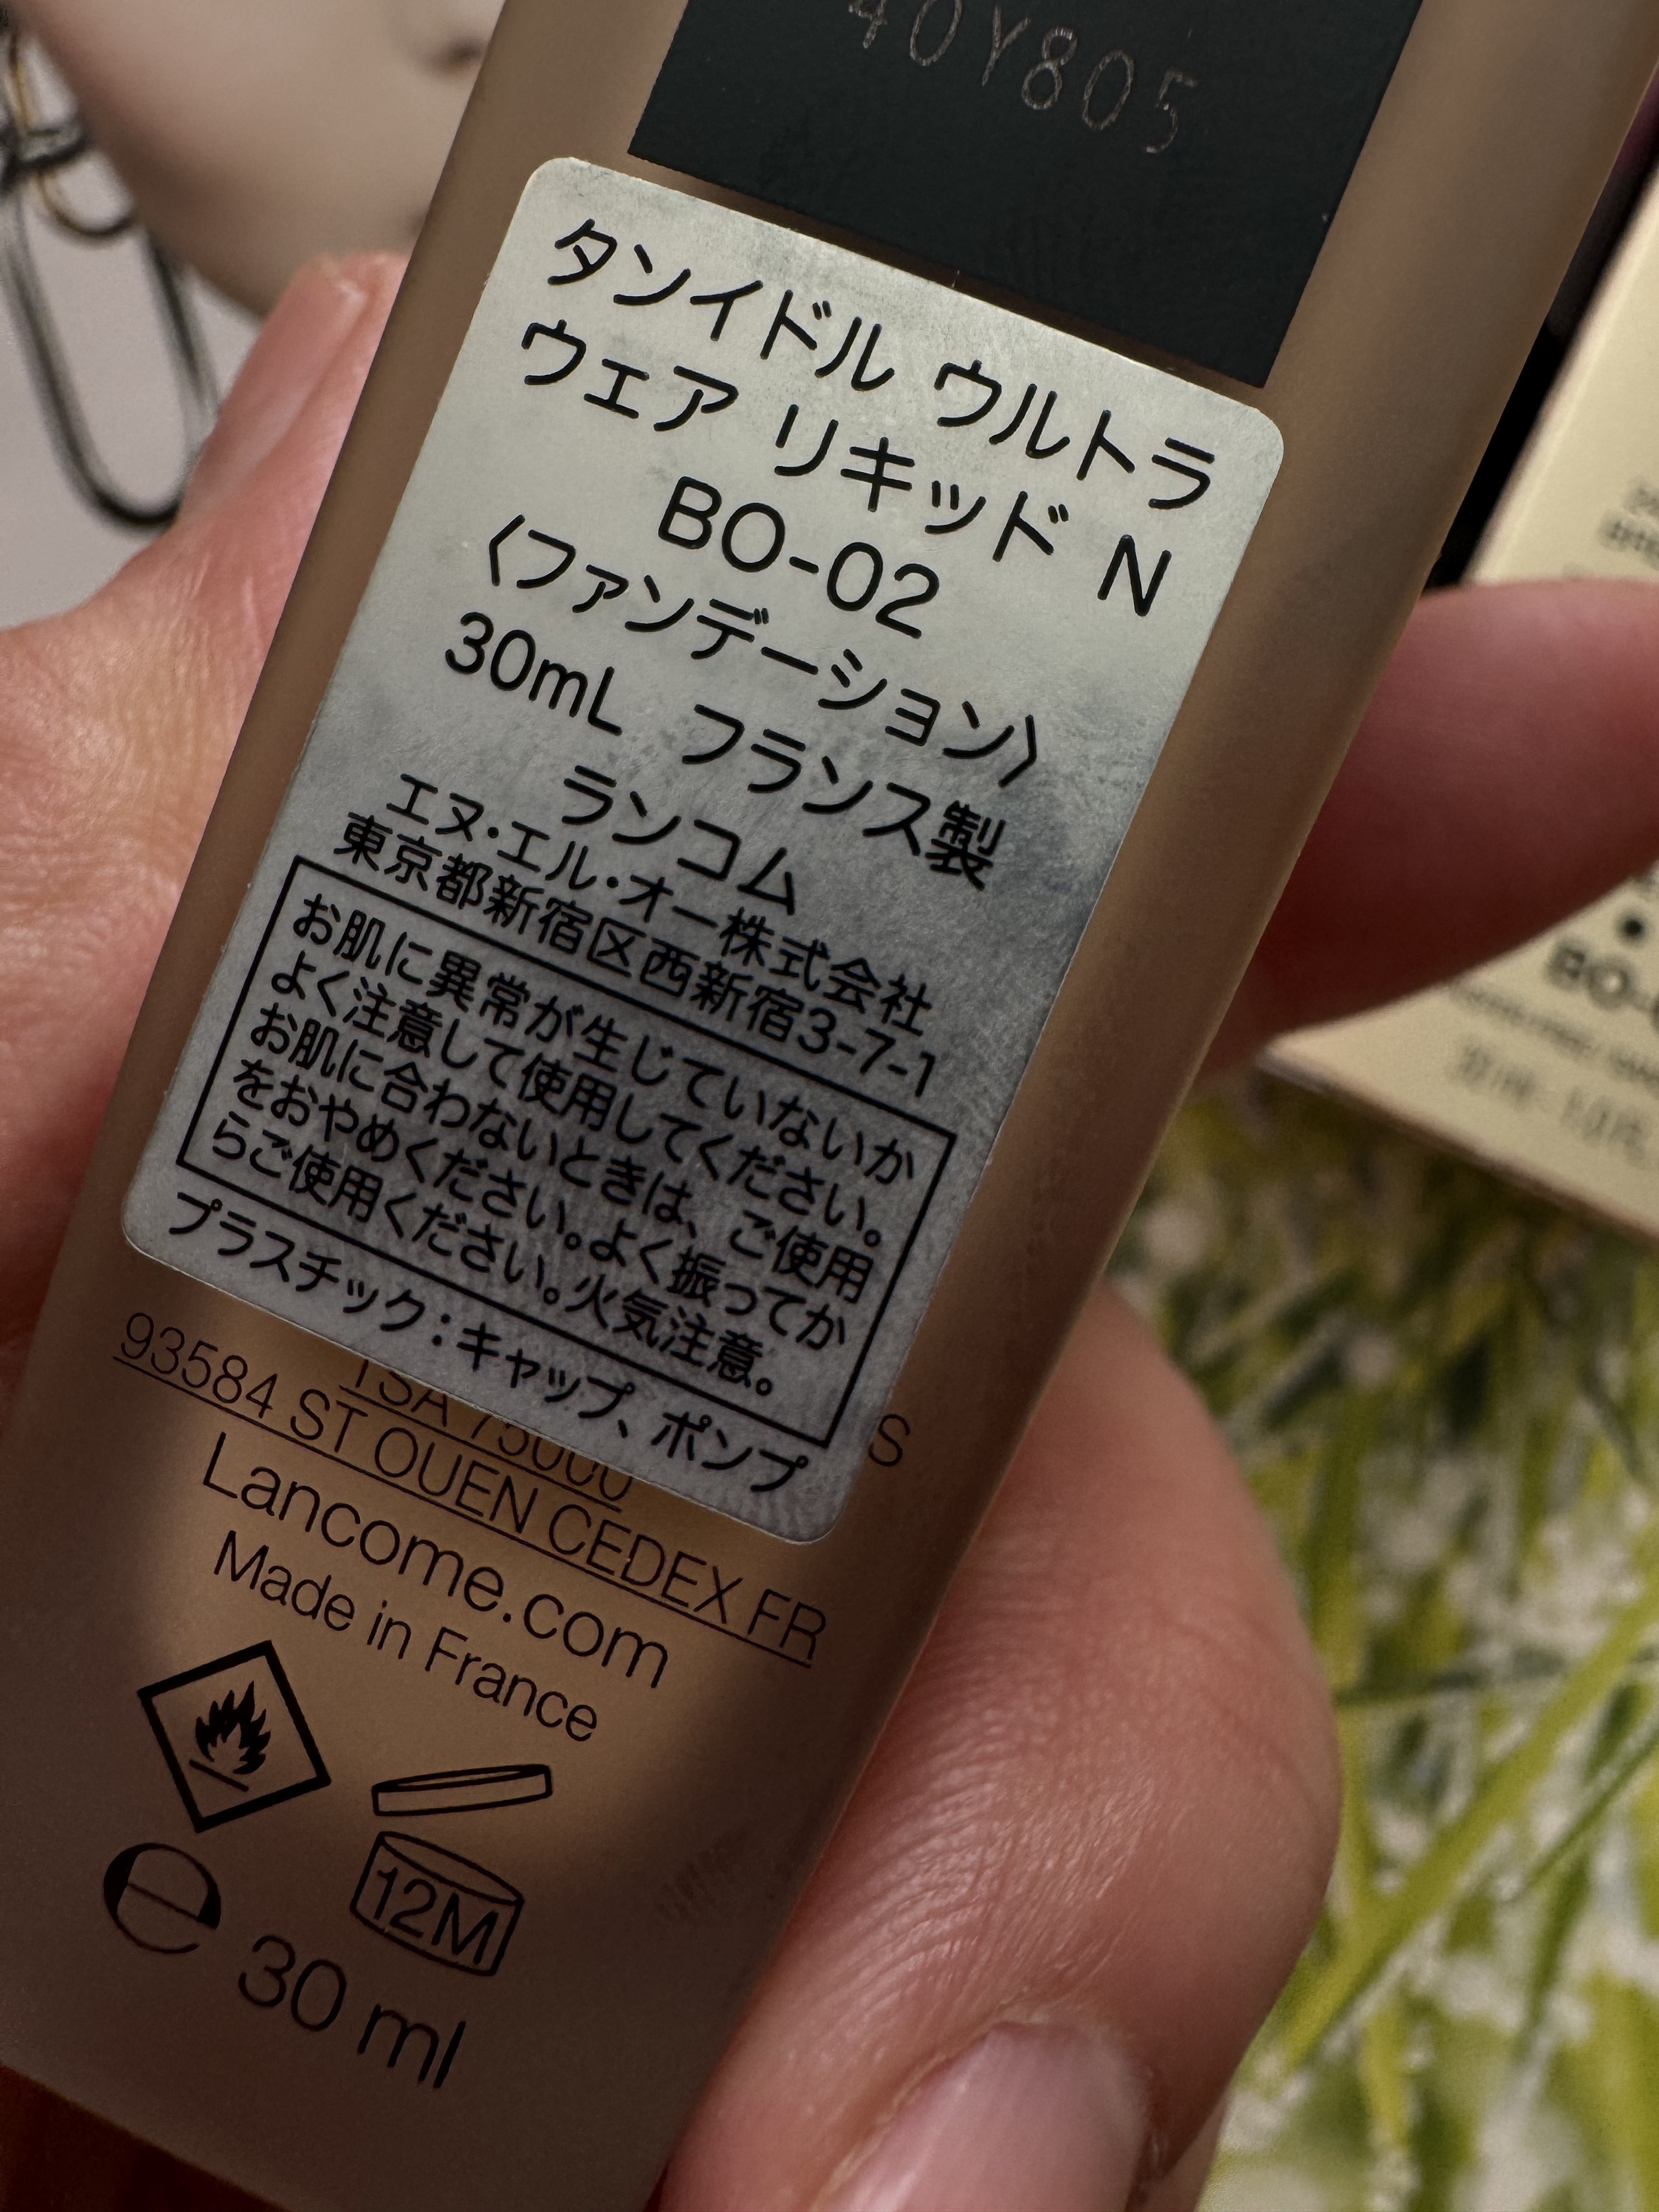 40Y805
タンイドル ウルトラ
ウェア リキッド N
BO-02
〈ファンデーション〉
30mL フランス製
ランコム
エヌ・エル・オー株式会社
東京都新宿区西新宿3-7-1
お肌に異常が生じていないか
よく注意して使用してください。
お肌に合わないときは、ご使用
をおやめください。よく振ってか
らご使用ください。火気注意。
プラスチック：キャップ、ポンプ
S
TSA 75000
93584 ST OUEN CEDEX FR
Lancome.com
Made in France
12M
℮ 30 ml
BO-